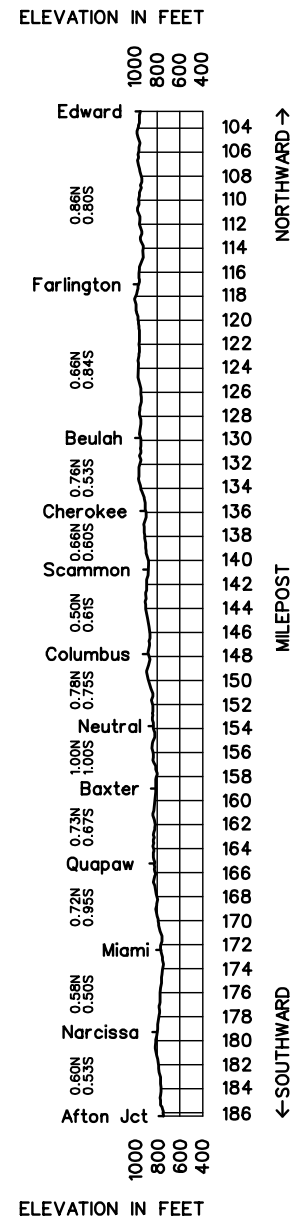 ELEVATION IN FEET
1000 800 600 400
Edward
104
106
108
0.86N
0.80S
110
112
114
NORTHWARD →
116
Farlington
118
120
122
0.66N
0.84S
124
126
128
Beulah
130
0.76N
0.53S
132
134
Cherokee
136
0.66N
0.60S
138
140
Scammon
142
0.50N
0.61S
144
146
Columbus
148
MILEPOST
0.78N
0.75S
150
152
Neutral
154
1.00N
1.00S
156
158
Baxter
160
0.73N
0.67S
162
164
Quapaw
166
0.72N
0.95S
168
170
Miami
172
174
0.58N
0.50S
176
178
Narcissa
180
0.60N
0.53S
182
184
←SOUTHWARD
Afton Jct
186
1000 800 600 400
ELEVATION IN FEET